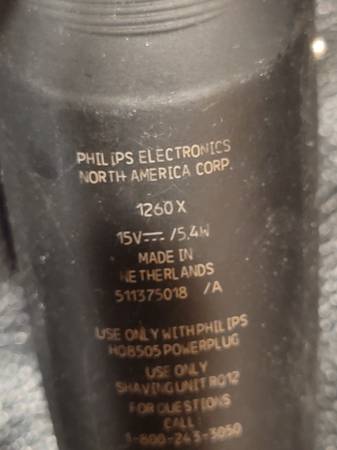 PHILIPS ELECTRONICS
NORTH AMERICA CORP.
1260X
15V⎓ /5.4W
MADE IN
NETHERLANDS
511375018 /A
USE ONLY WITH PHILIPS
HQ8505 POWERPLUG
USE ONLY
SHAVING UNIT RQ12
FOR QUESTIONS
CALL
1-800-243-3050